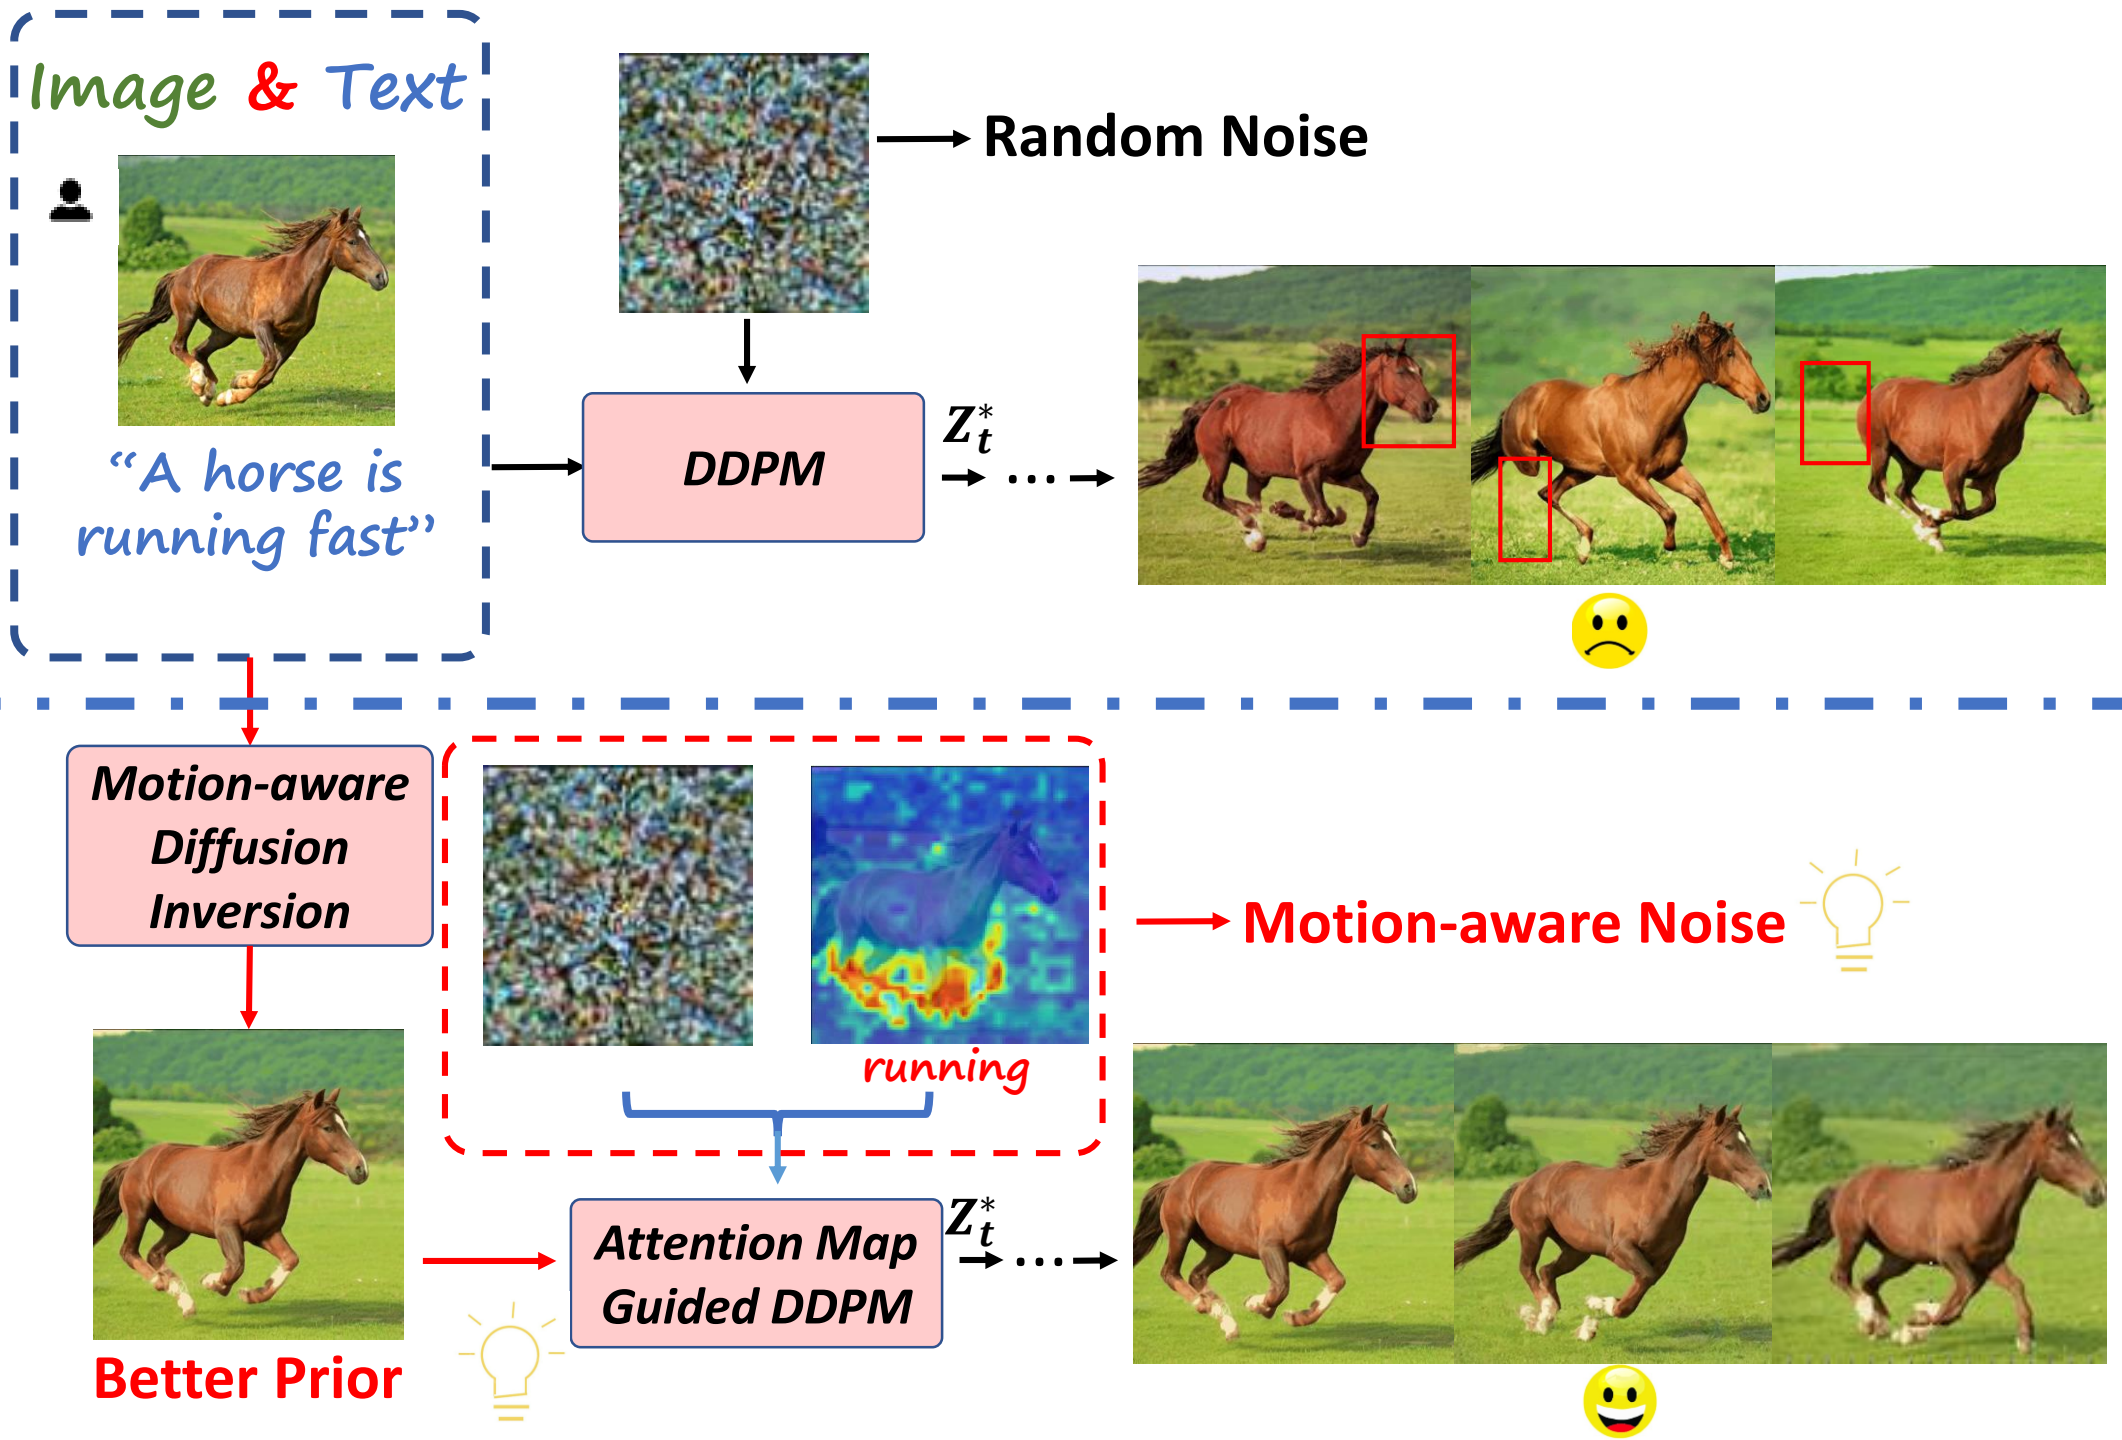 Image & Text
“A horse is
running fast”
Random Noise
DDPM
Z*t
...
Motion-aware
Diffusion
Inversion
running
Motion-aware Noise
Better Prior
Attention Map
Guided DDPM
Z*t
...